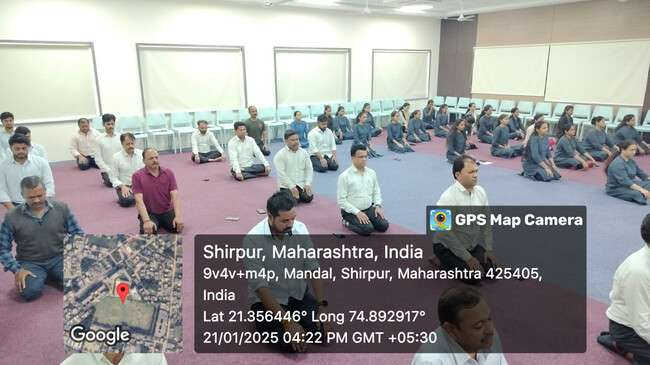 GPS Map Camera
Shirpur, Maharashtra, India
9v4v+m4p, Mandal, Shirpur, Maharashtra 425405,
India
Lat 21.356446° Long 74.892917°
21/01/2025 04:22 PM GMT +05:30
Google